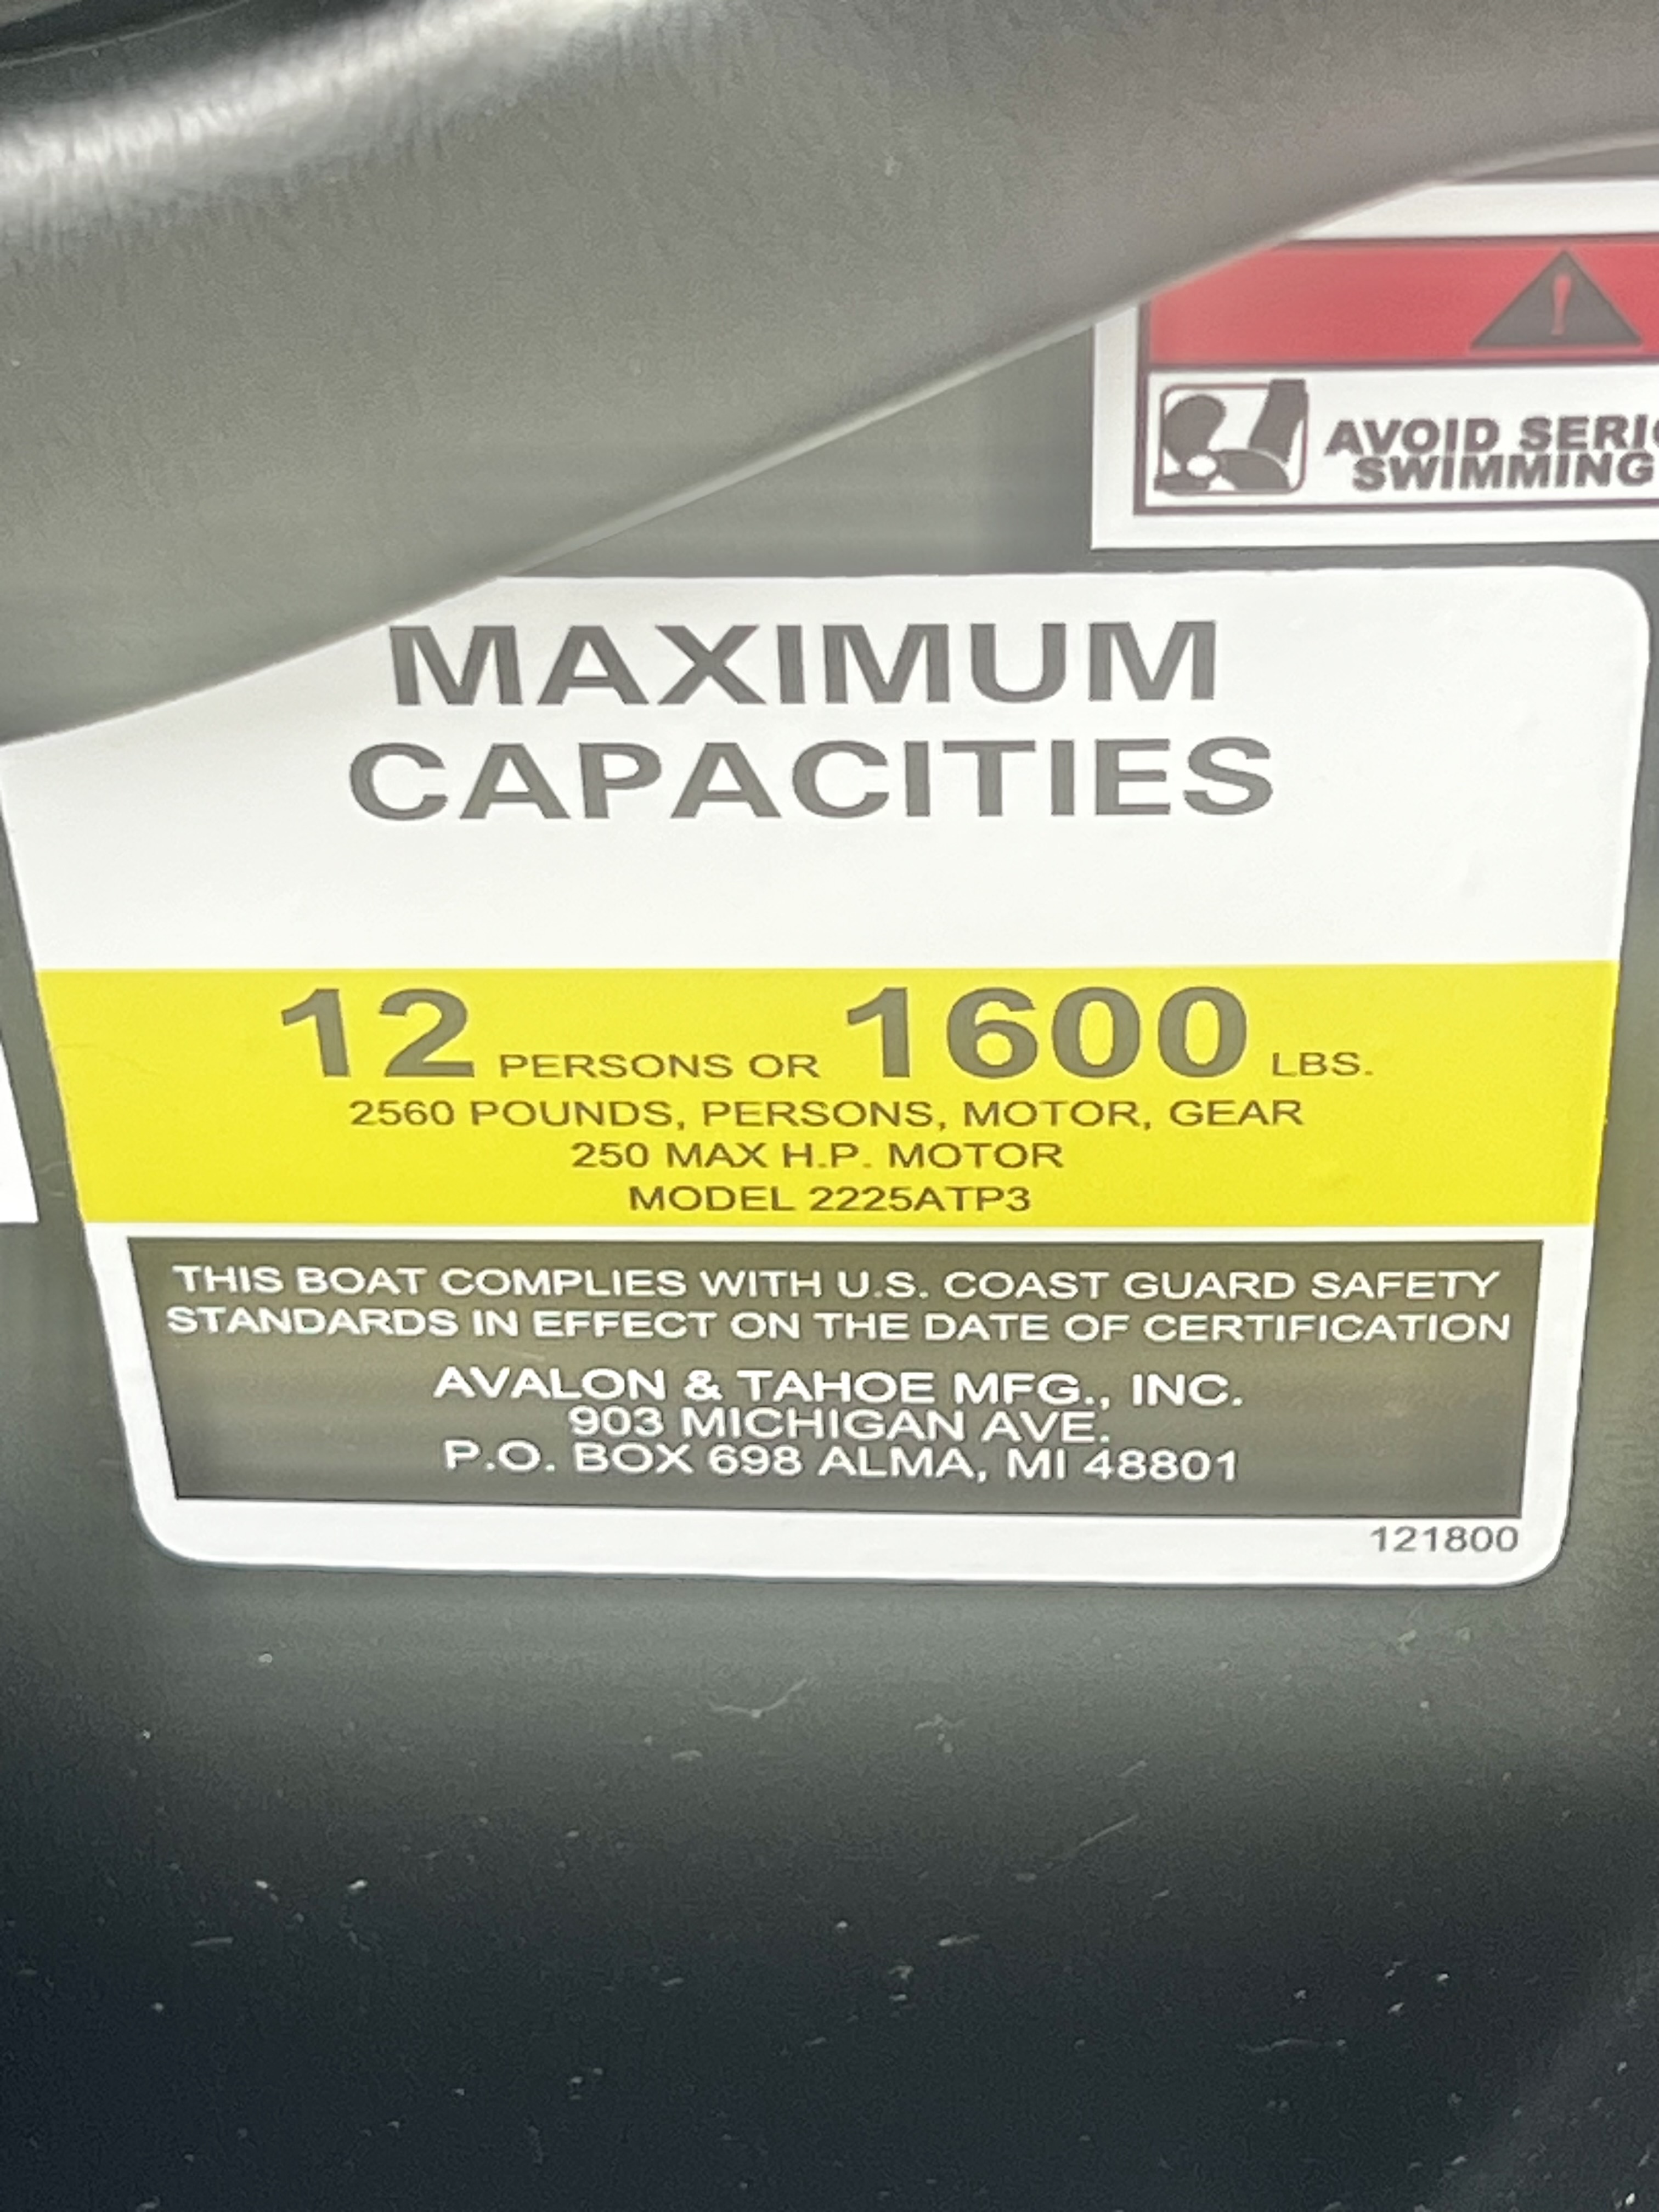 AVOID
SWIMMING
MAXIMUM
CAPACITIES
12 PERSONS OR 1600 LBS.
2560 POUNDS, PERSONS, MOTOR, GEAR
250 MAX H.P. MOTOR
MODEL 2225ATP3
THIS BOAT COMPLIES WITH U.S. COAST GUARD SAFETY
STANDARDS IN EFFECT ON THE DATE OF CERTIFICATION
AVALON & TAHOE MFG., INC.
903 MICHIGAN AVE.
P.O. BOX 698 ALMA, MI 48801
121800